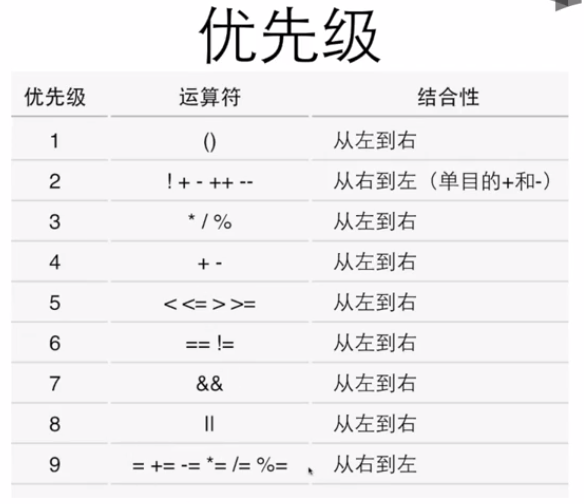 优先级
优先级 运算符 结合性
1 () 从左到右
2 ! + - ++ -- 从右到左（单目的+和-）
3 * / % 从左到右
4 + - 从左到右
5 < <= > >= 从左到右
6 == != 从左到右
7 && 从左到右
8 || 从左到右
9 = += -= *= /= %= 从右到左